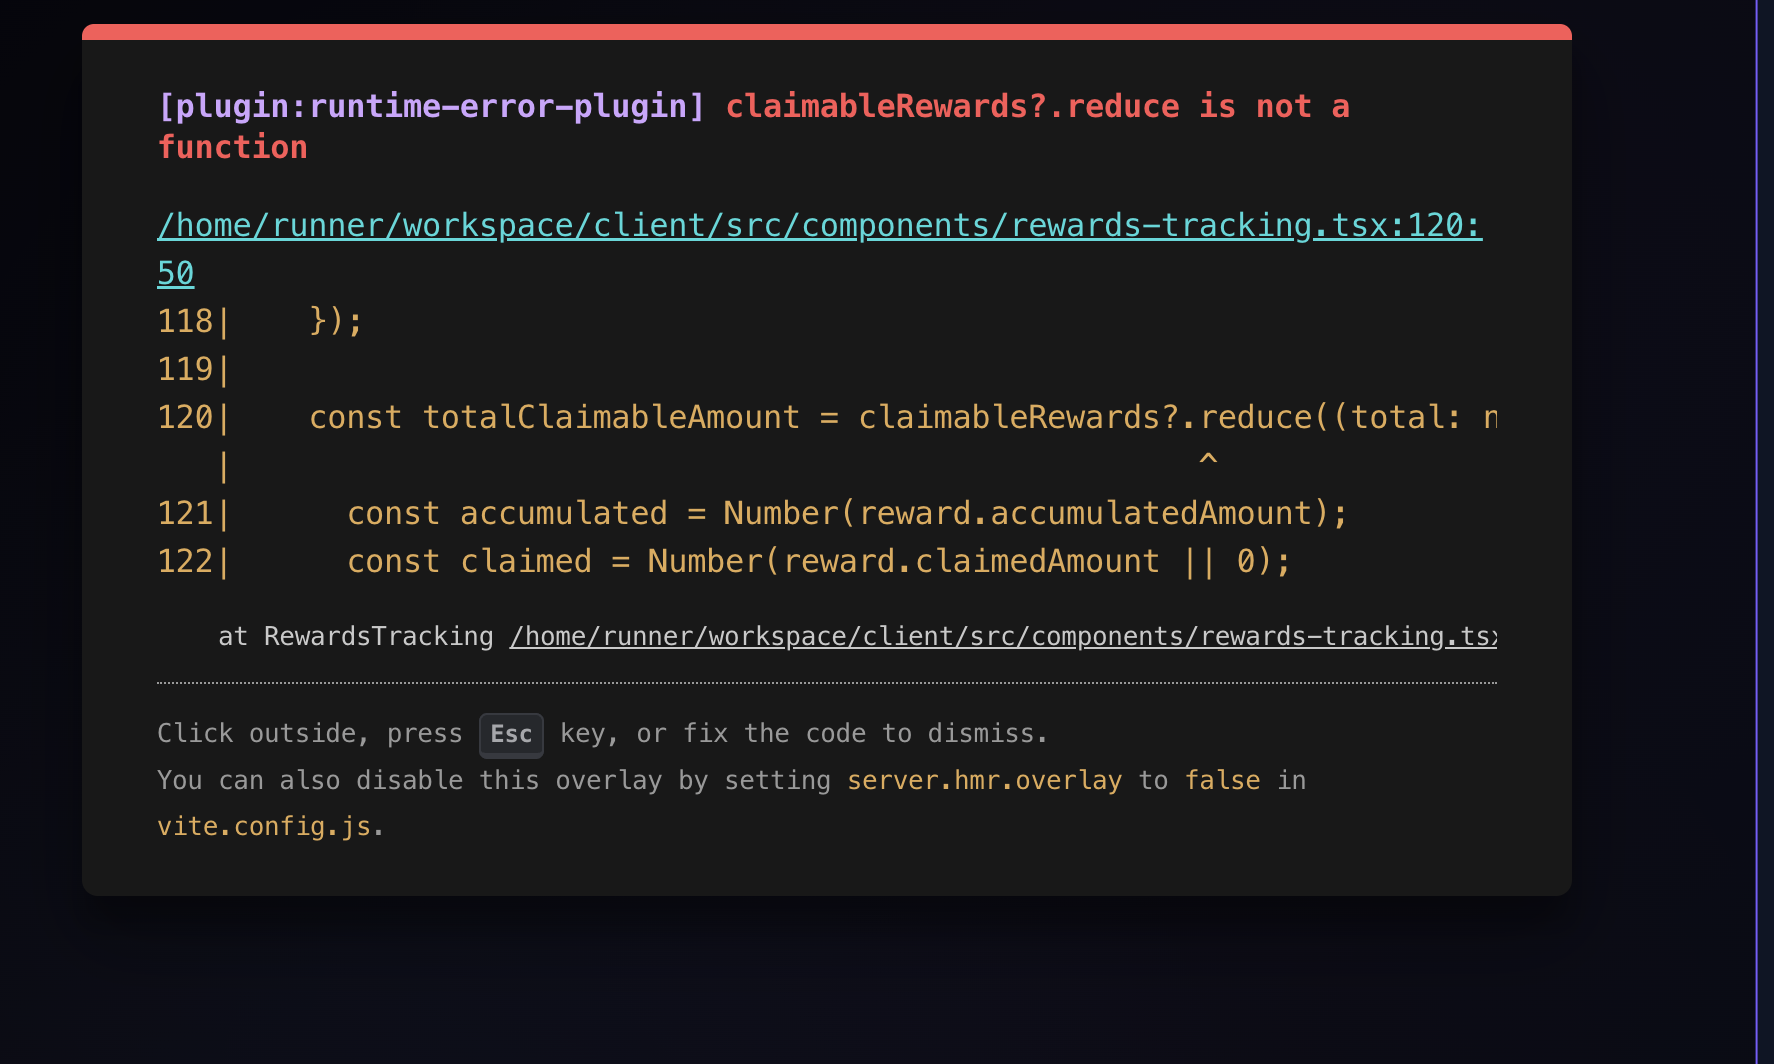 [plugin:runtime-error-plugin] claimableRewards?.reduce is not a
function
/home/runner/workspace/client/src/components/rewards-tracking.tsx:120:
50
118|    });
119|
120|    const totalClaimableAmount = claimableRewards?.reduce((total: n
   |                                                   ^
121|      const accumulated = Number(reward.accumulatedAmount);
122|      const claimed = Number(reward.claimedAmount || 0);
    at RewardsTracking /home/runner/workspace/client/src/components/rewards-tracking.tsx
Click outside, press Esc key, or fix the code to dismiss.
You can also disable this overlay by setting server.hmr.overlay to false in
vite.config.js.